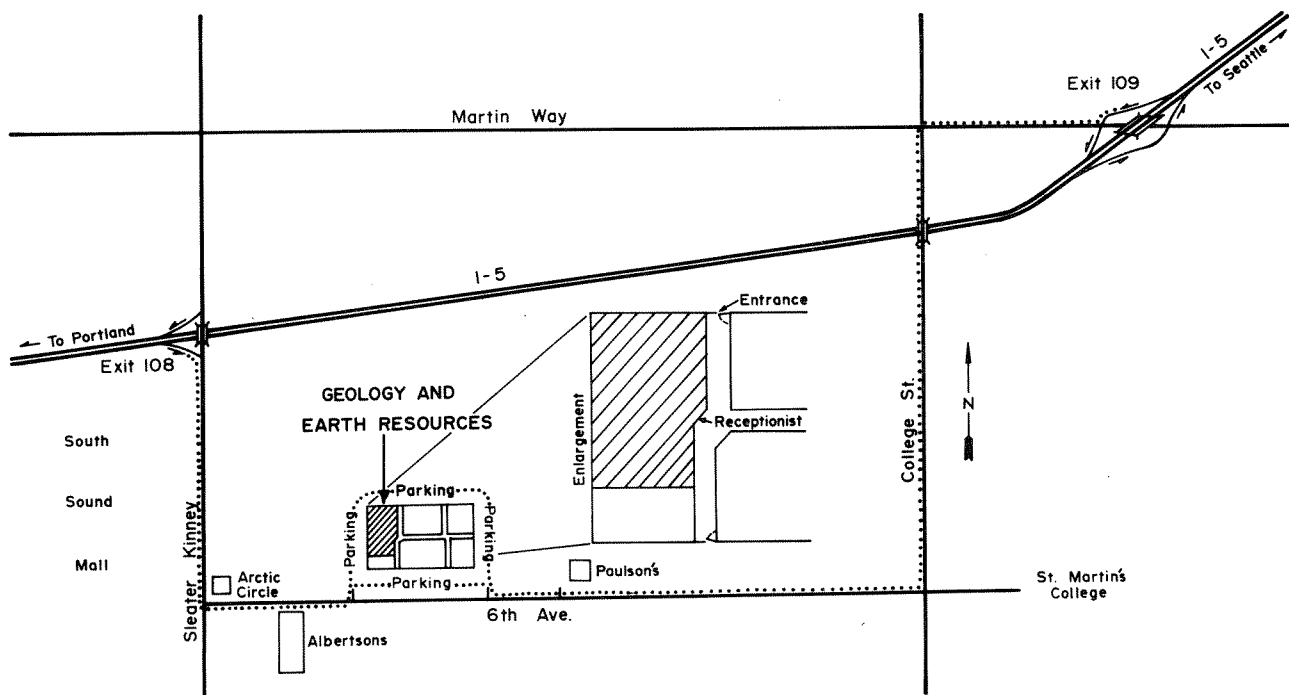 I-5
To Seattle
Exit 109
Martin Way
I-5
Entrance
To Portland
Exit 108
GEOLOGY AND
EARTH RESOURCES
Enlargement
Receptionist
College St.
N
South
Sound
Mall
Sleater Kinney
Parking
Parking
Parking
Parking
Arctic
Circle
Paulson's
St. Martin's
College
6th Ave.
Albertsons